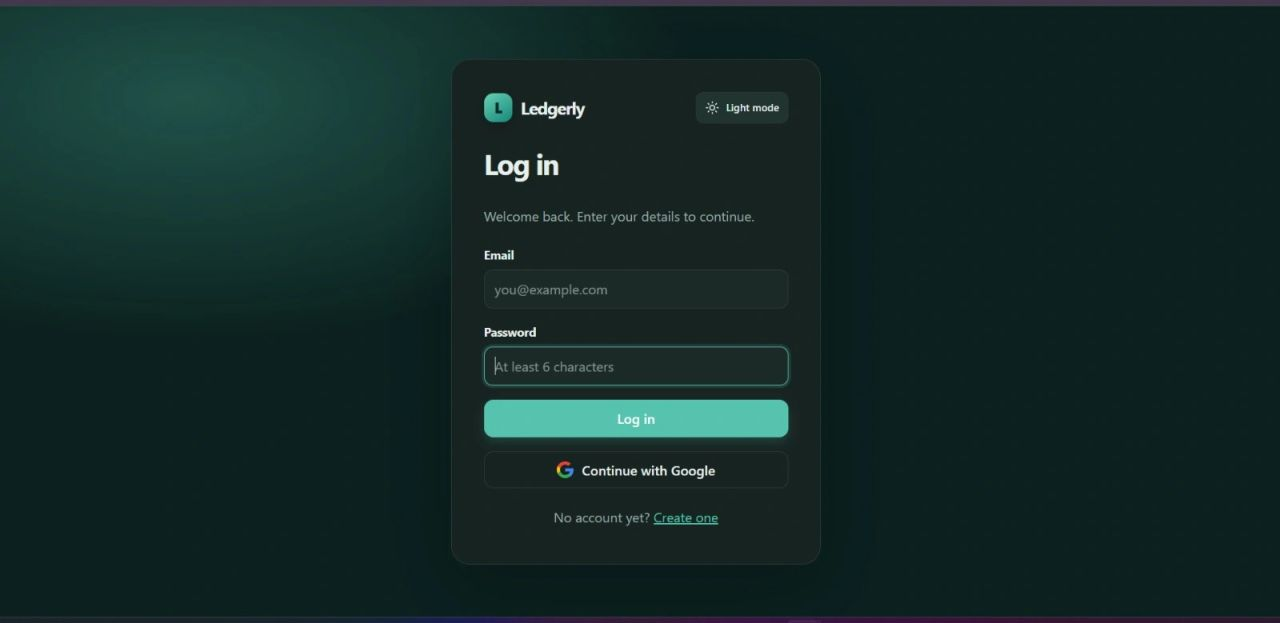 L Ledgerly
Light mode
Log in
Welcome back. Enter your details to continue.
Email
you@example.com
Password
At least 6 characters
Log in
Continue with Google
No account yet? Create one